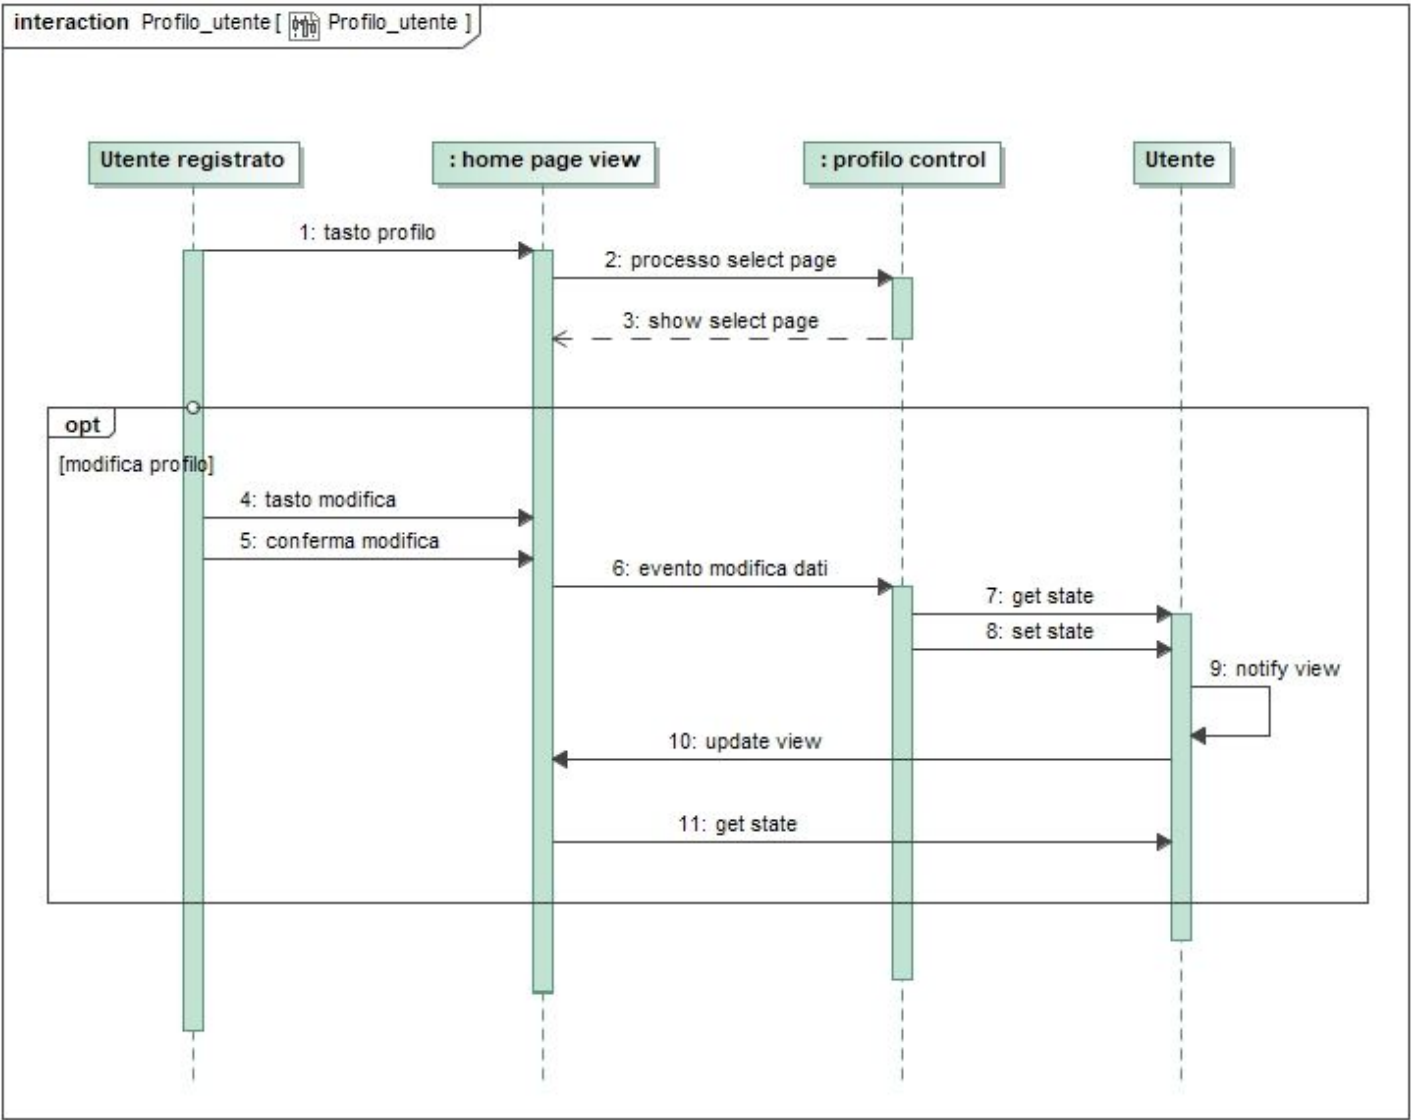 interaction Profilo_utente[ Profilo_utente ]
Utente registrato
: home page view
: profilo control
Utente
1: tasto profilo
2: processo select page
3: show select page
opt
[modifica profilo]
4: tasto modifica
5: conferma modifica
6: evento modifica dati
7: get state
8: set state
9: notify view
10: update view
11: get state